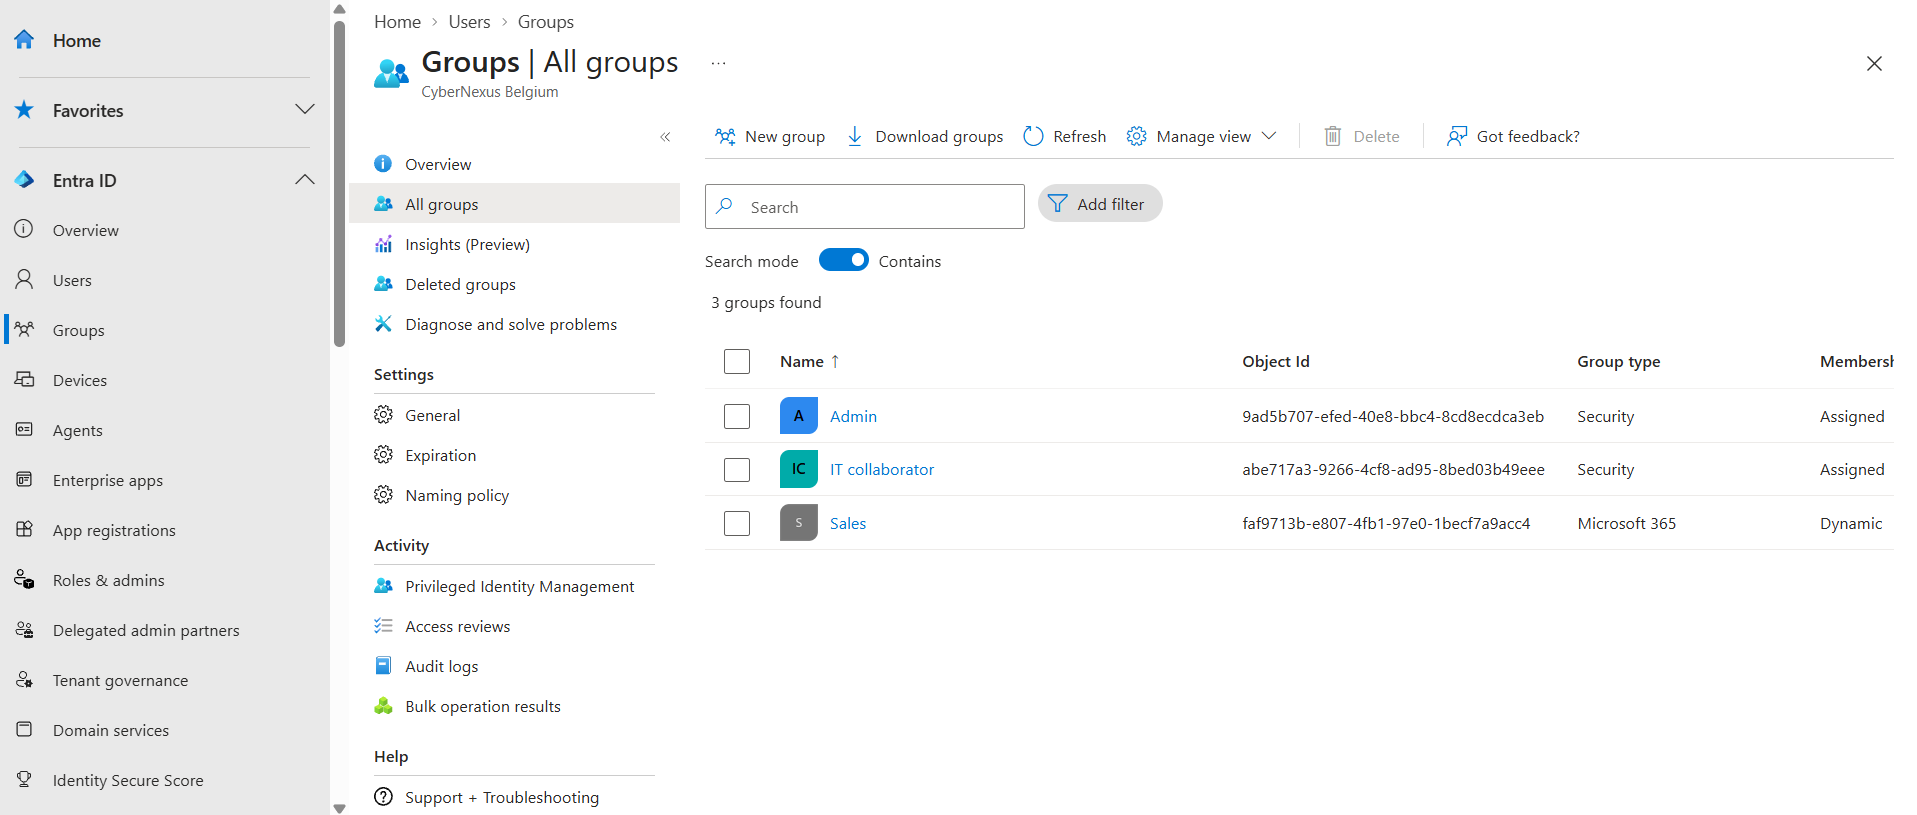 Home
Favorites
Entra ID
Overview
Users
Groups
Devices
Agents
Enterprise apps
App registrations
Roles & admins
Delegated admin partners
Tenant governance
Domain services
Identity Secure Score
Home > Users > Groups
Groups | All groups ...
CyberNexus Belgium
«
Overview
All groups
Insights (Preview)
Deleted groups
Diagnose and solve problems
Settings
General
Expiration
Naming policy
Activity
Privileged Identity Management
Access reviews
Audit logs
Bulk operation results
Help
Support + Troubleshooting
New group Download groups Refresh Manage view Delete Got feedback?
Search Add filter
Search mode Contains
3 groups found
Name ↑ Object Id Group type Membersh
A Admin 9ad5b707-efed-40e8-bbc4-8cd8ecdca3eb Security Assigned
IC IT collaborator abe717a3-9266-4cf8-ad95-8bed03b49eee Security Assigned
S Sales faf9713b-e807-4fb1-97e0-1becf7a9acc4 Microsoft 365 Dynamic